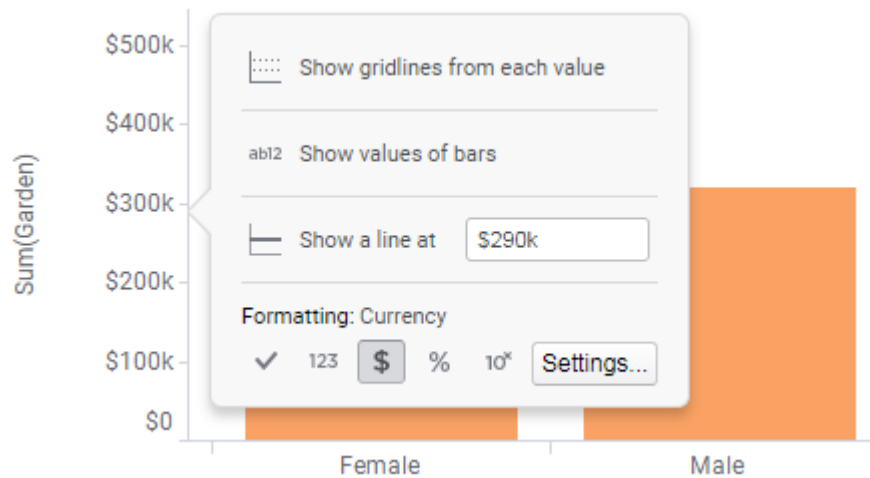 $500k
$400k
$300k
$200k
$100k
$0
Sum(Garden)
Show gridlines from each value
ab12 Show values of bars
Show a line at $290k
Formatting: Currency
123 $ % 10ˣ Settings...
Female Male